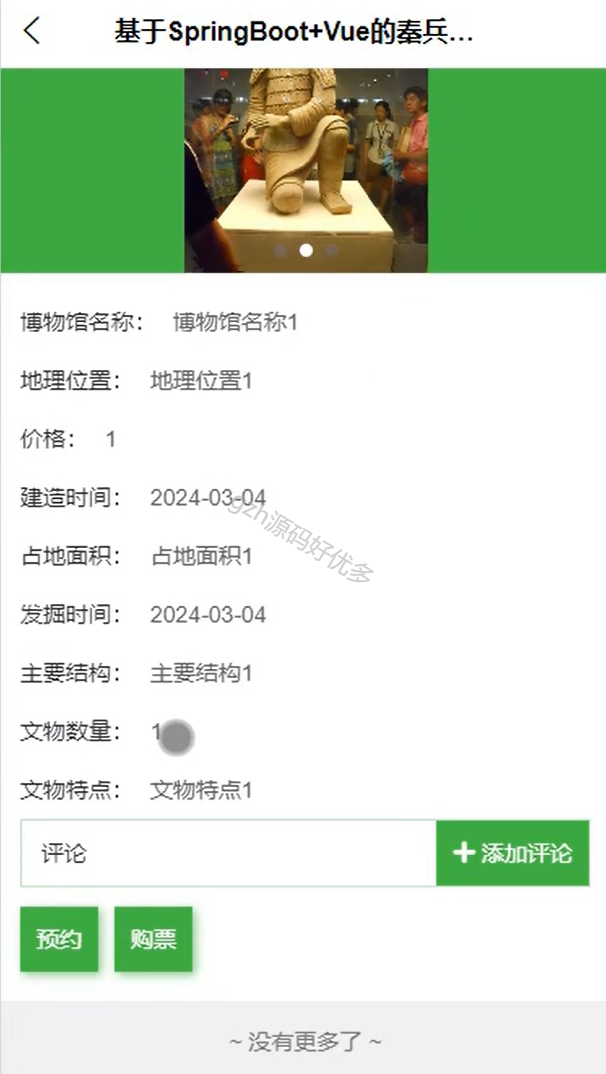 基于SpringBoot+Vue的秦兵...
博物馆名称： 博物馆名称1
地理位置： 地理位置1
价格： 1
建造时间： 2024-03-04
gzh源码好优多
占地面积： 占地面积1
发掘时间： 2024-03-04
主要结构： 主要结构1
文物数量： 1
文物特点： 文物特点1
评论 添加评论
预约 购票
~ 没有更多了 ~